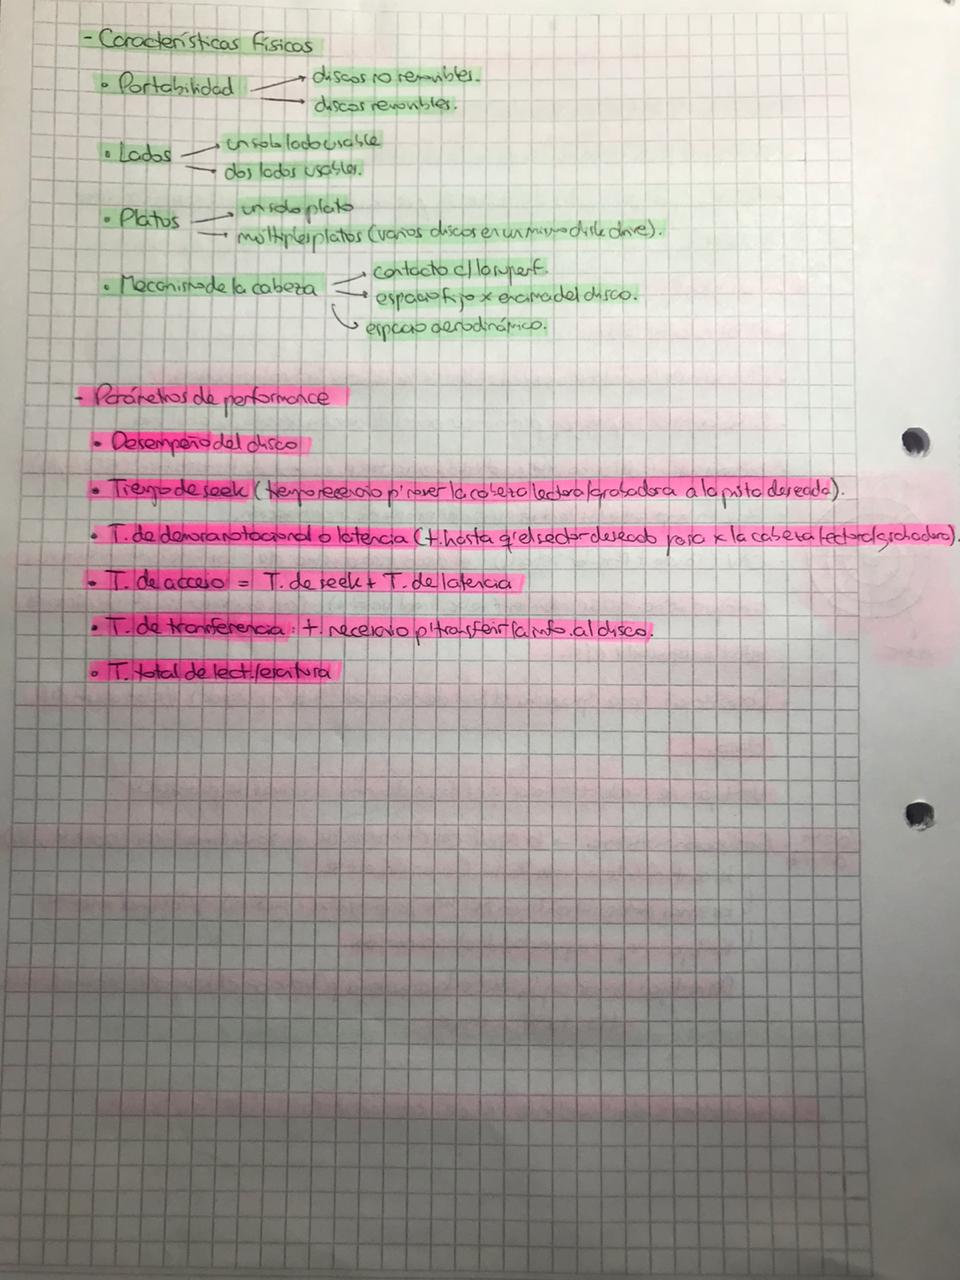 - Características físicas
• Portabilidad → discos no removibles.
→ discos removibles.
• Lados → un solo lado usable
→ dos lados usables.
• Platos → un solo plato
→ múltiples platos (varios discos en un mismo disk drive).
• Mecanismo de la cabeza → contacto c/ la superf.
→ espacio fijo x encima del disco.
→ espacio aerodinámico.
- Parámetros de performance
• Desempeño del disco
• Tiempo de seek (tiempo necesario p' mover la cabeza lectora/grabadora a la pista deseada).
• T. de demora rotacional o latencia (t. hasta q' el sector deseado pasa x la cabeza lectora/grabadora).
• T. de acceso = T. de seek + T. de latencia
• T. de transferencia: t. necesario p' transferir la info. al disco.
• T. total de lect./escritura